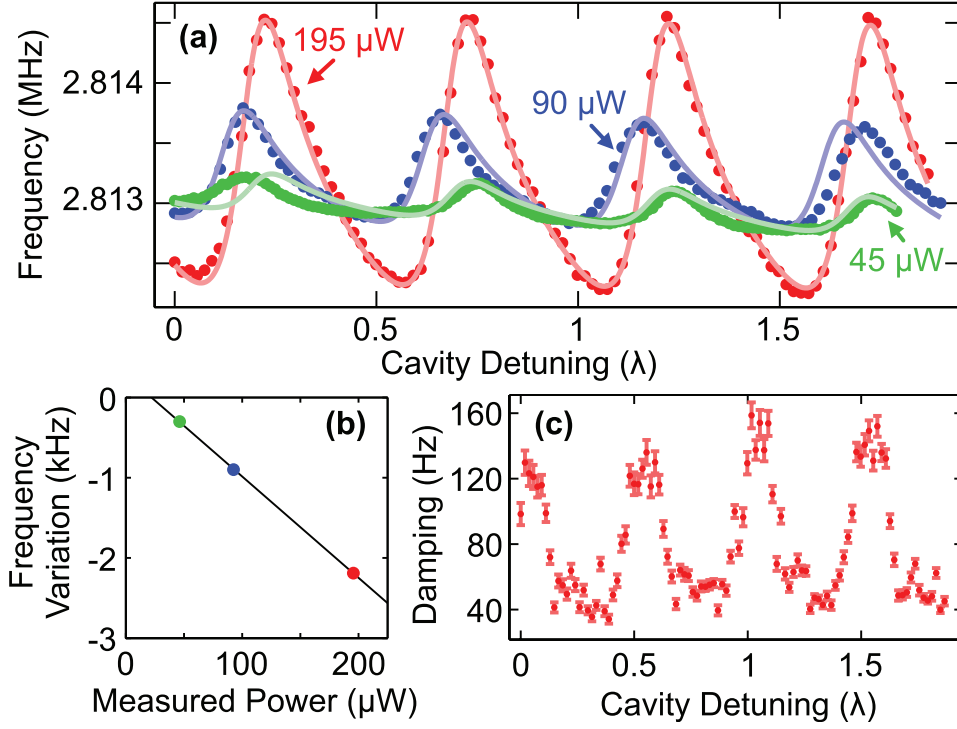 (a)
195 µW
90 µW
45 µW
Frequency (MHz)
2.814
2.813
0
0.5
1
1.5
Cavity Detuning (λ)
(b)
Frequency
Variation (kHz)
0
-1
-2
-3
0
100
200
Measured Power (µW)
(c)
Damping (Hz)
160
120
80
40
0
0.5
1
1.5
Cavity Detuning (λ)